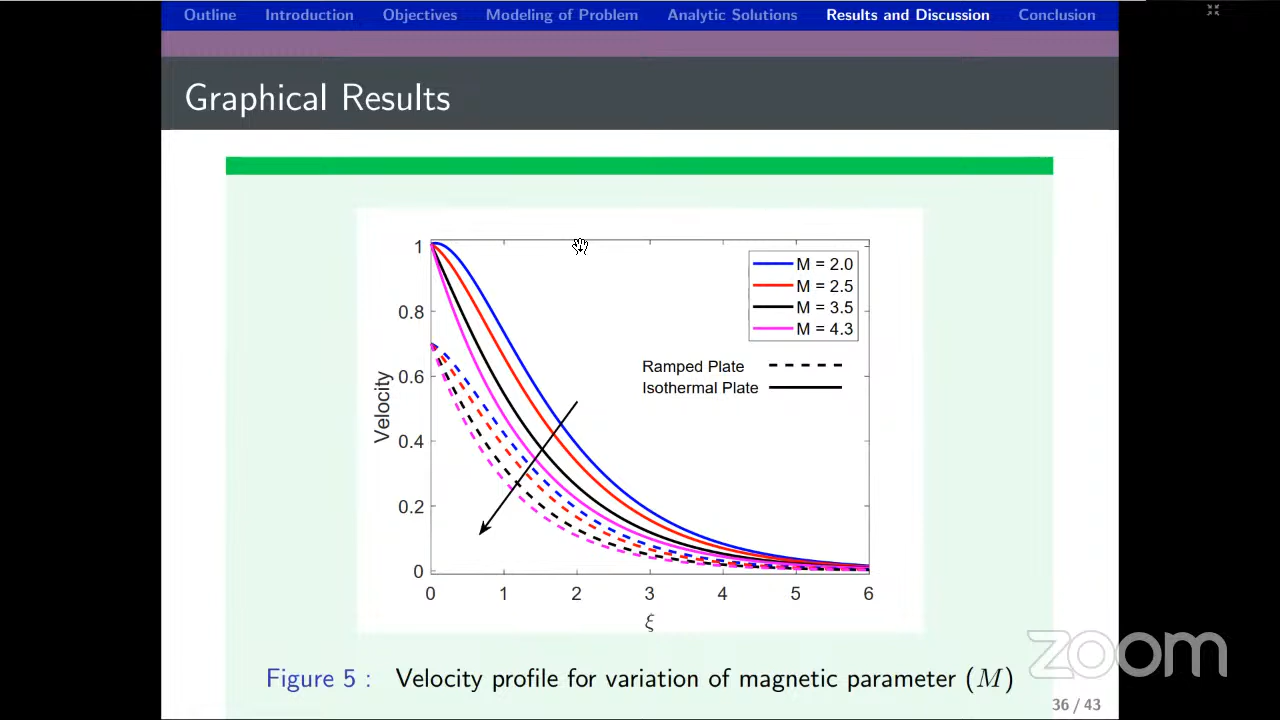 Outline Introduction Objectives Modeling of Problem Analytic Solutions Results and Discussion Conclusion
Graphical Results
1
0.8
0.6
0.4
0.2
0
Velocity
M = 2.0
M = 2.5
M = 3.5
M = 4.3
Ramped Plate
Isothermal Plate
0 1 2 3 4 5 6
ξ
Figure 5 : Velocity profile for variation of magnetic parameter (M)
zoom
36 / 43